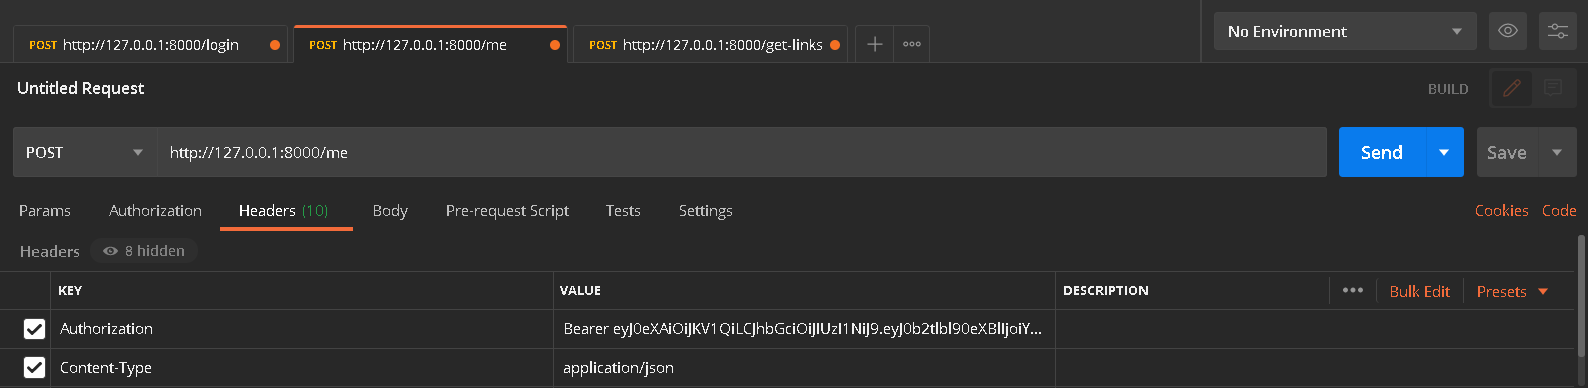 POST http://127.0.0.1:8000/login POST http://127.0.0.1:8000/me POST http://127.0.0.1:8000/get-links No Environment
Untitled Request BUILD
POST http://127.0.0.1:8000/me Send Save
Params Authorization Headers (10) Body Pre-request Script Tests Settings Cookies Code
Headers 8 hidden
KEY VALUE DESCRIPTION Bulk Edit Presets
Authorization Bearer eyJ0eXAiOiJKV1QiLCJhbGciOiJIUzI1NiJ9.eyJ0b2tlbl90eXBlIjoiY...
Content-Type application/json